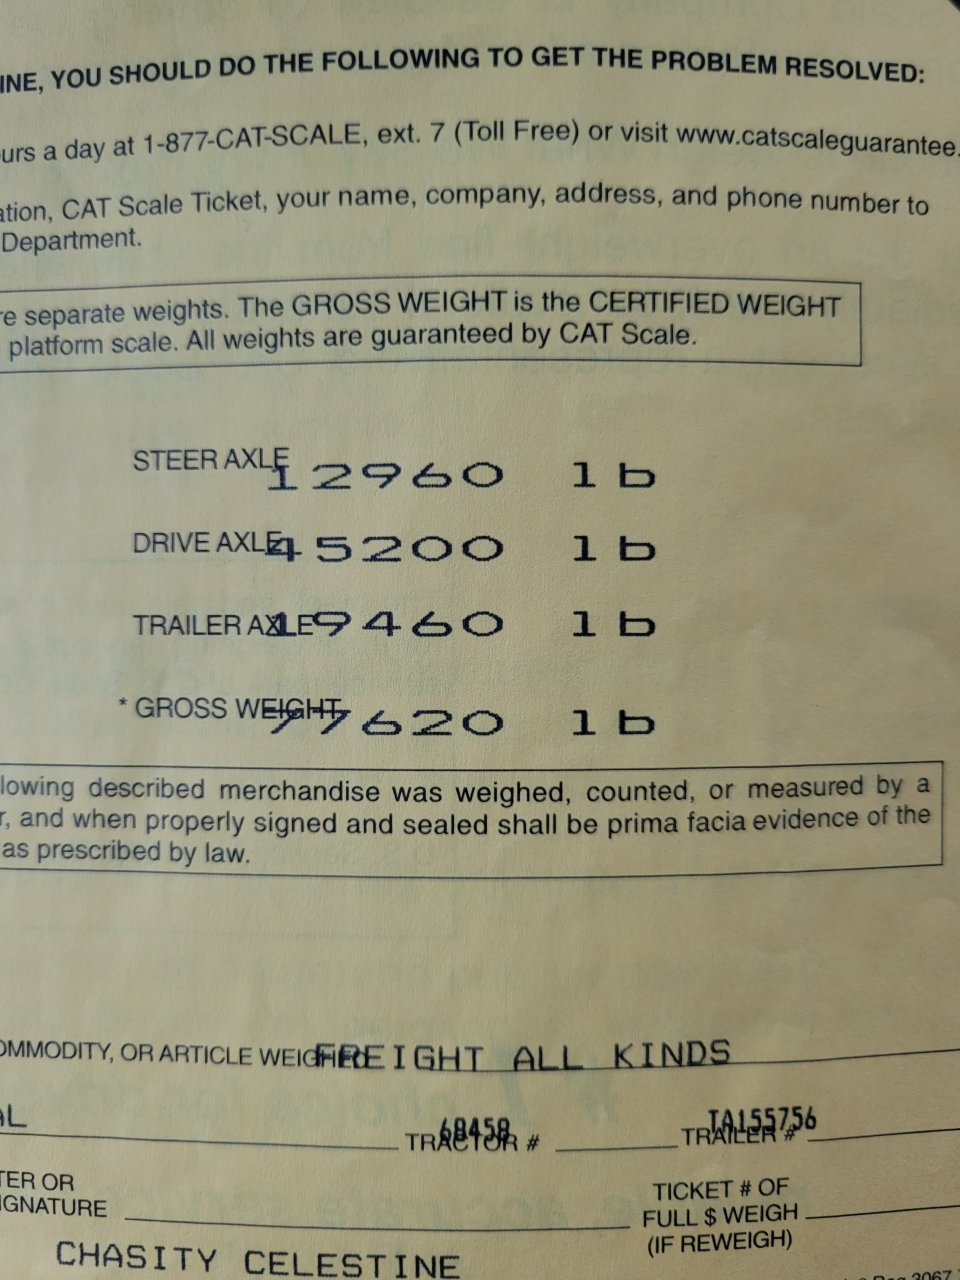 INE, YOU SHOULD DO THE FOLLOWING TO GET THE PROBLEM RESOLVED:
urs a day at 1-877-CAT-SCALE, ext. 7 (Toll Free) or visit www.catscaleguarantee.
ation, CAT Scale Ticket, your name, company, address, and phone number to
Department.
re separate weights. The GROSS WEIGHT is the CERTIFIED WEIGHT
platform scale. All weights are guaranteed by CAT Scale.
STEER AXLE 12960 lb
DRIVE AXLE 45200 lb
TRAILER AXLE 19460 lb
* GROSS WEIGHT 77620 lb
lowing described merchandise was weighed, counted, or measured by a
r, and when properly signed and sealed shall be prima facia evidence of the
as prescribed by law.
OMMODITY, OR ARTICLE WEIGHED FREIGHT ALL KINDS
AL
TRACTOR # TRAILER # IA155756
TER OR
IGNATURE
TICKET # OF
FULL $ WEIGH
(IF REWEIGH)
CHASITY CELESTINE